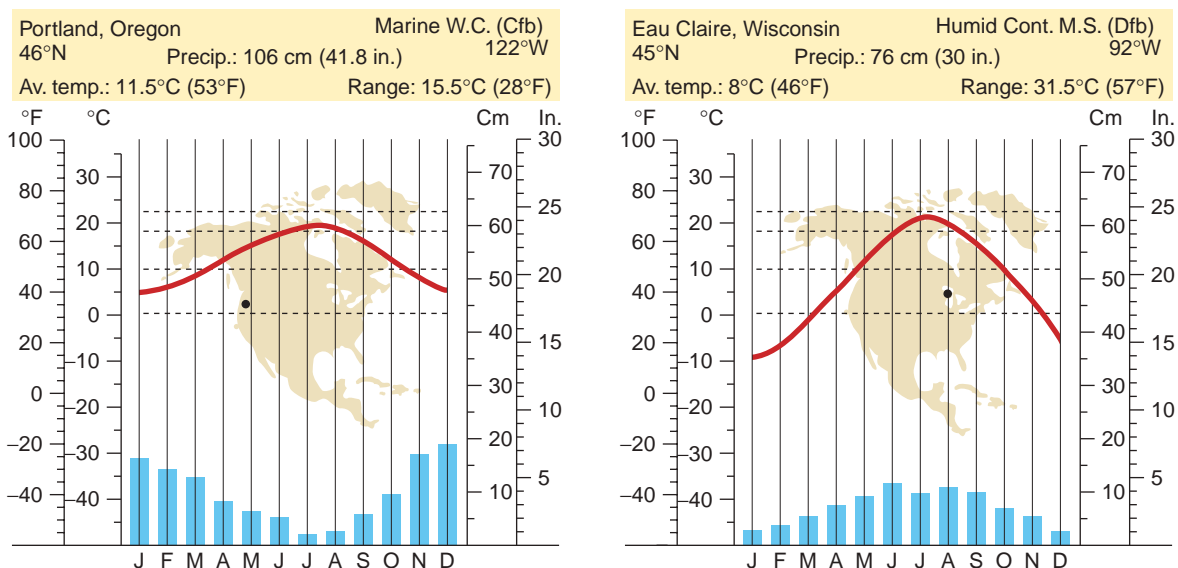 Portland, Oregon Marine W.C. (Cfb)
46°N Precip.: 106 cm (41.8 in.) 122°W
Av. temp.: 11.5°C (53°F) Range: 15.5°C (28°F)
°F °C Cm In.
100 30
30 70
80 25
20 60
60
10 50 20
40
0 40
20 15
–10
0 30
–20 10
–20 20
–30 5
–40 –40 10
J F M A M J J A S O N D
Eau Claire, Wisconsin Humid Cont. M.S. (Dfb)
45°N Precip.: 76 cm (30 in.) 92°W
Av. temp.: 8°C (46°F) Range: 31.5°C (57°F)
°F °C Cm In.
100 30
30 70
80 25
20 60
60
10 50 20
40
0 40
20 15
–10
0 30
–20 10
–20 20
–30 5
–40 –40 10
J F M A M J J A S O N D